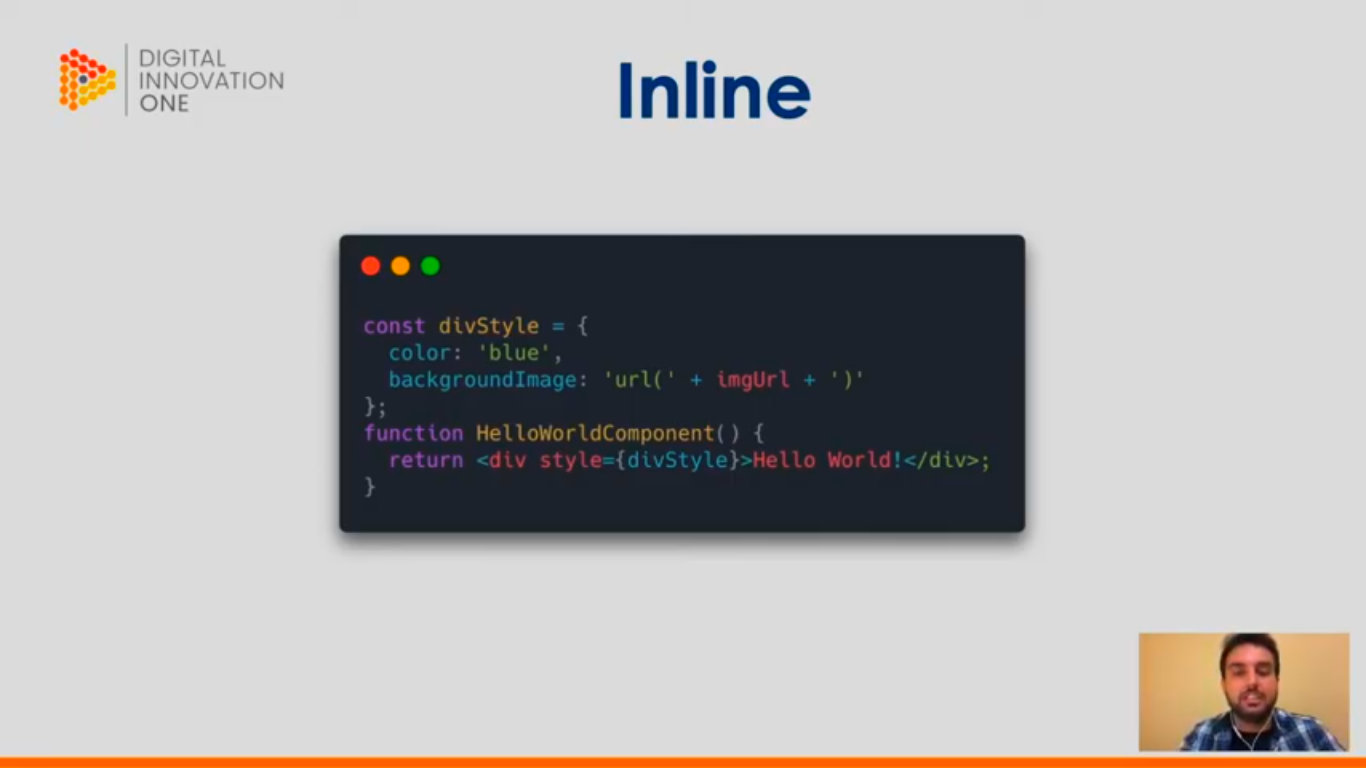 DIGITAL
INNOVATION
ONE
Inline
const divStyle = {
  color: 'blue',
  backgroundImage: 'url(' + imgUrl + ')'
};
function HelloWorldComponent() {
  return <div style={divStyle}>Hello World!</div>;
}